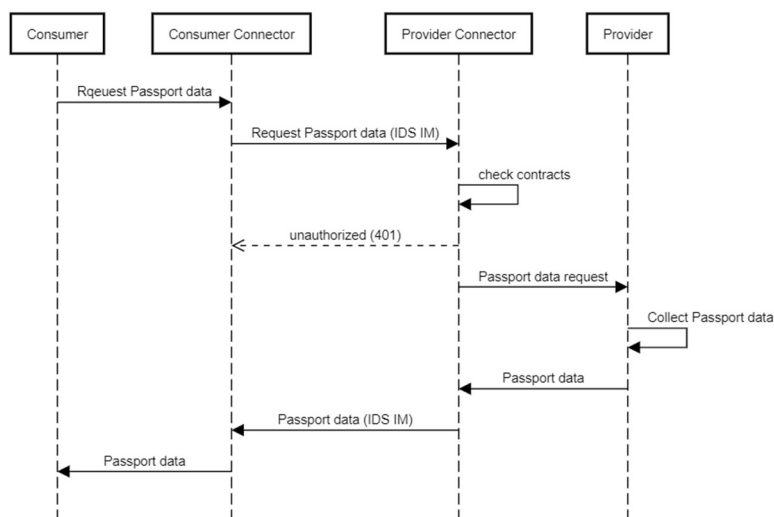 Consumer
Consumer Connector
Provider Connector
Provider
Rqeuest Passport data
Request Passport data (IDS IM)
check contracts
unauthorized (401)
Passport data request
Collect Passport data
Passport data
Passport data (IDS IM)
Passport data